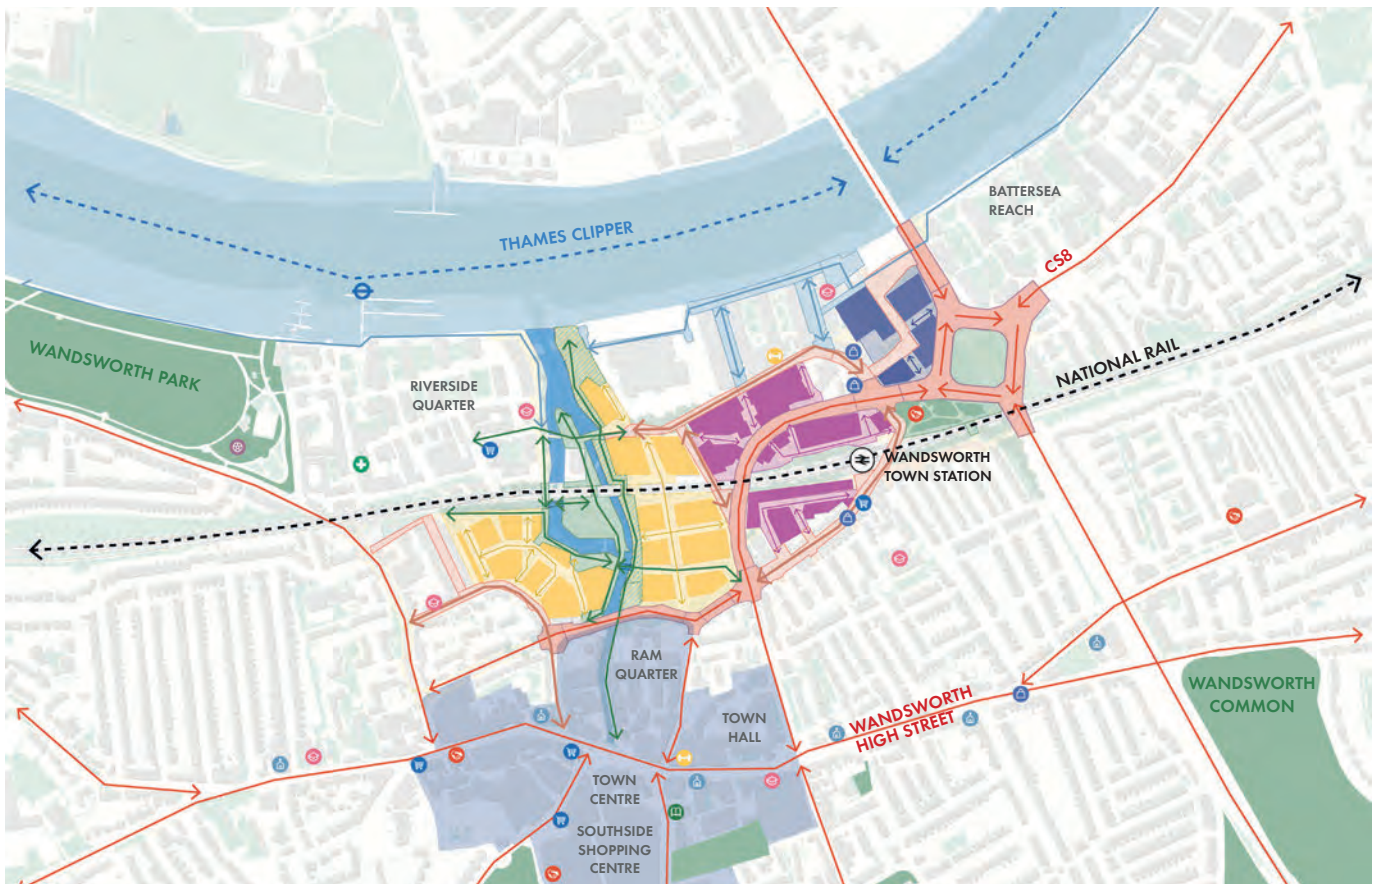 BATTERSEA
REACH
THAMES CLIPPER
CS8
WANDSWORTH PARK
RIVERSIDE
QUARTER
NATIONAL RAIL
WANDSWORTH
TOWN STATION
RAM
QUARTER
WANDSWORTH
COMMON
TOWN
HALL
WANDSWORTH
HIGH STREET
TOWN
CENTRE
SOUTHSIDE
SHOPPING
CENTRE